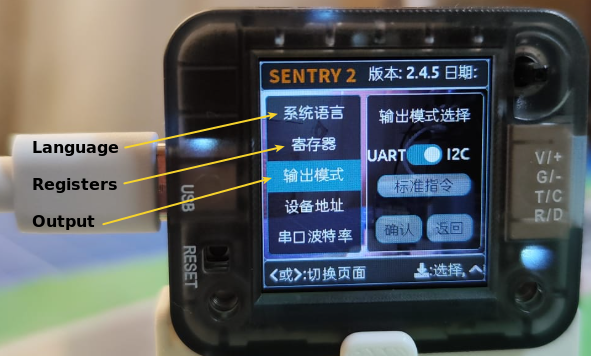 SENTRY 2 版本: 2.4.5 日期:
系统语言
寄存器
输出模式
设备地址
串口波特率
输出模式选择
UART I2C
标准指令
确认 返回
<或>:切换页面 :选择,
Language
Registers
Output
USB
RESET
V/+
G/-
T/C
R/D